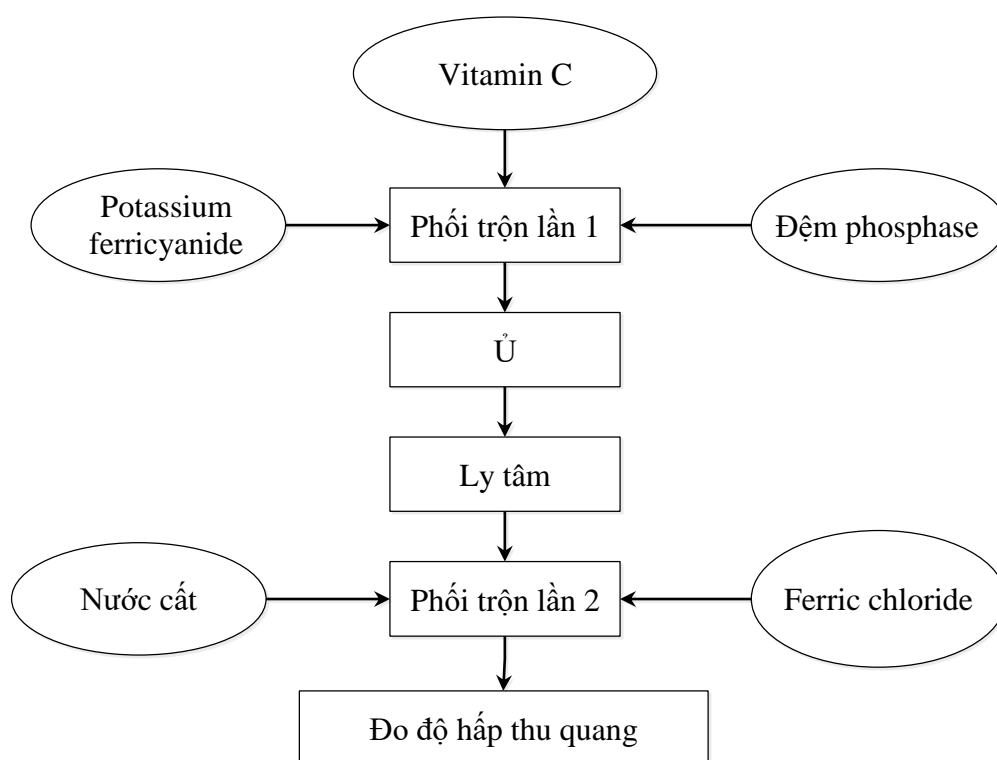 Vitamin C
Potassium
ferricyanide
Phối trộn lần 1
Đệm phosphase
Ủ
Ly tâm
Nước cất
Phối trộn lần 2
Ferric chloride
Đo độ hấp thu quang